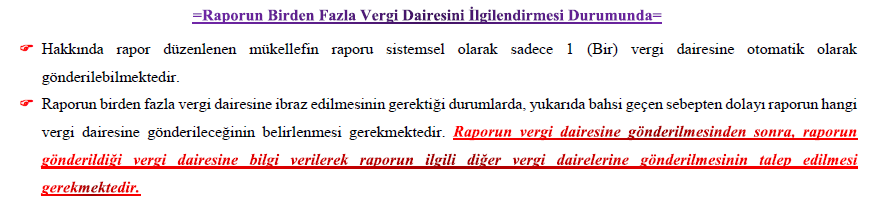 =Raporun Birden Fazla Vergi Dairesini İlgilendirmesi Durumunda=
Hakkında rapor düzenlenen mükellefin raporu sistemsel olarak sadece 1 (Bir) vergi dairesine otomatik olarak
gönderilebilmektedir.
Raporun birden fazla vergi dairesine ibraz edilmesinin gerektiği durumlarda, yukarıda bahsi geçen sebepten dolayı raporun hangi
vergi dairesine gönderileceğinin belirlenmesi gerekmektedir. Raporun vergi dairesine gönderilmesinden sonra, raporun
gönderildiği vergi dairesine bilgi verilerek raporun ilgili diğer vergi dairelerine gönderilmesinin talep edilmesi
gerekmektedir.